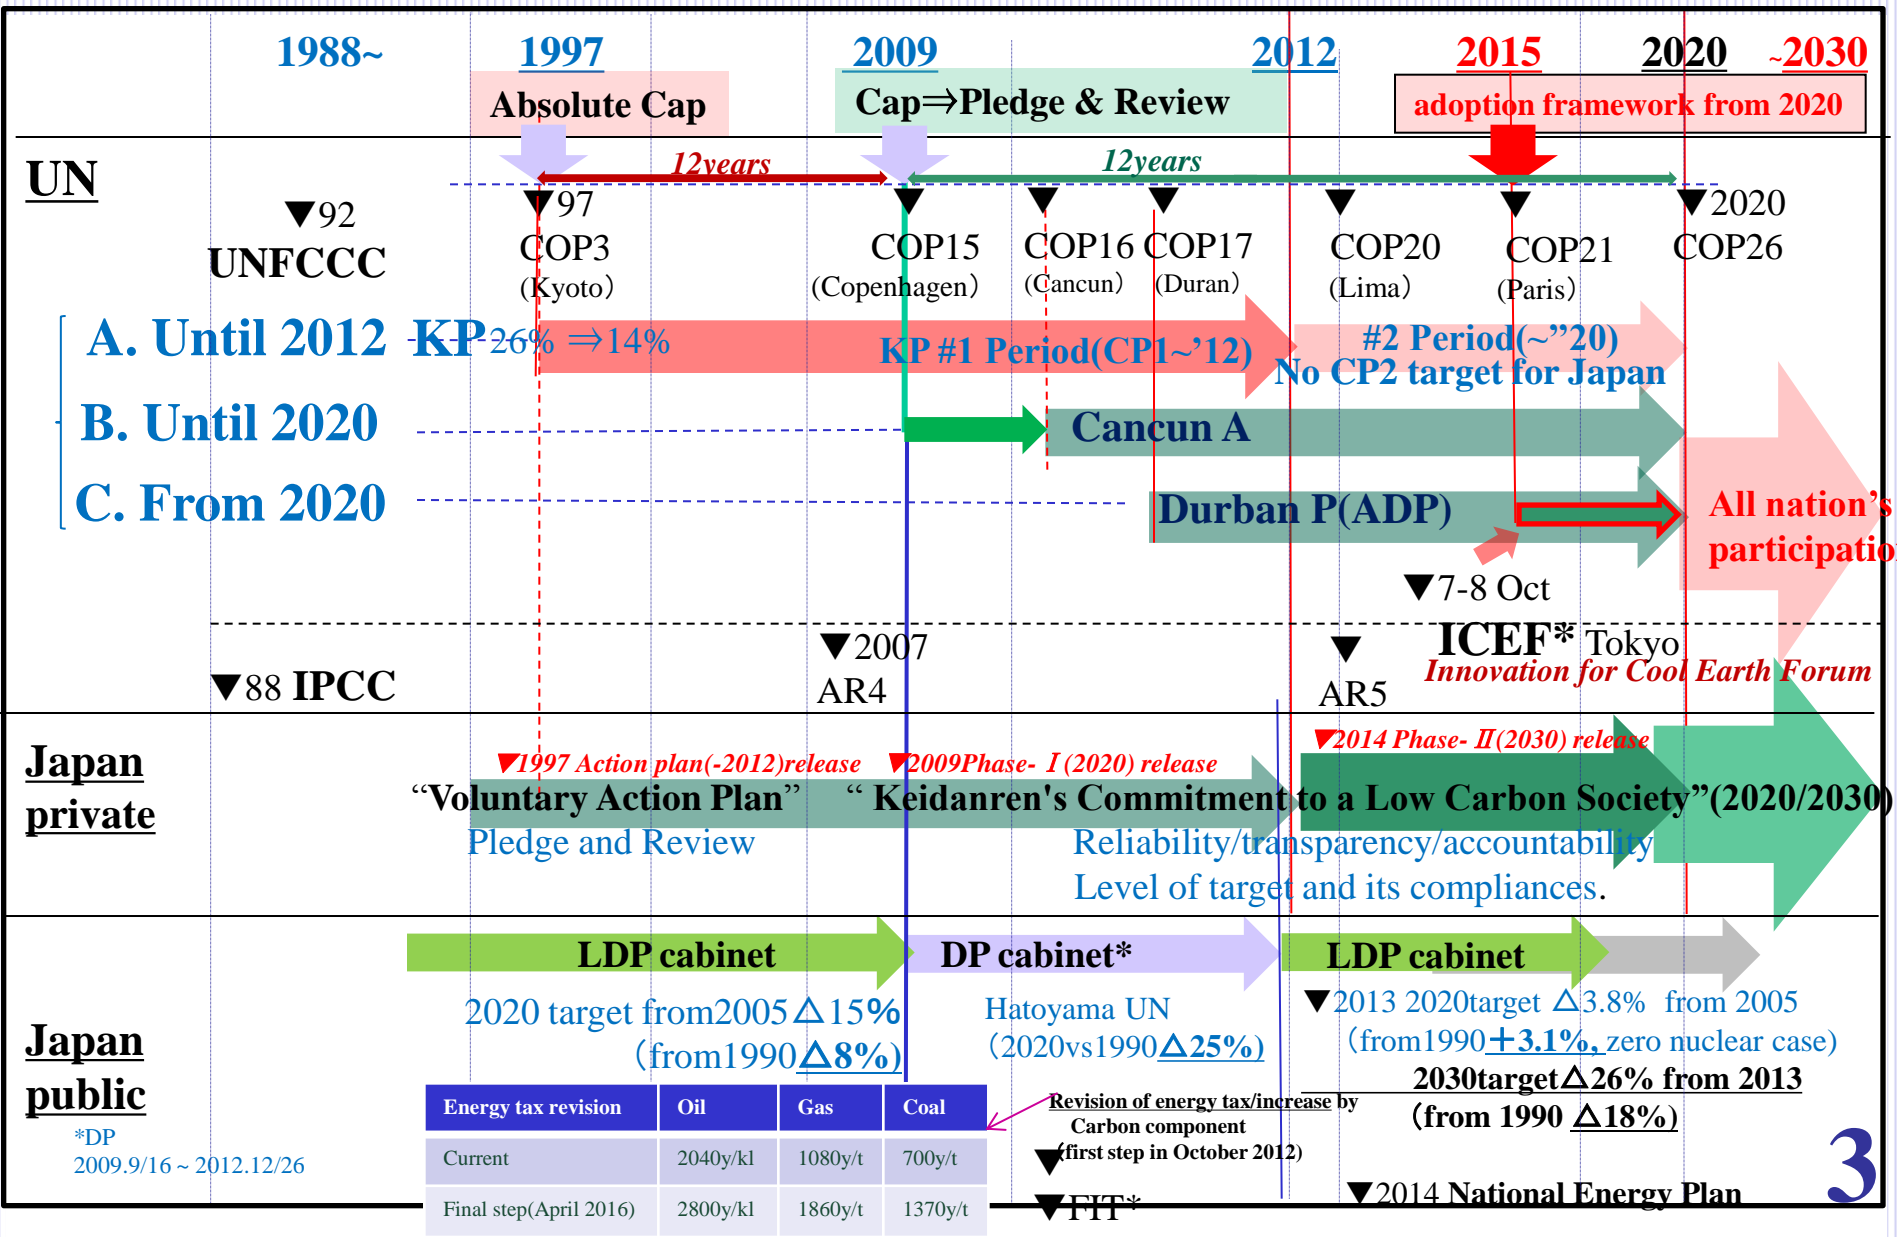 1988~ 1997 2009 2012 2015 2020 ~2030
Absolute Cap
Cap⇒Pledge & Review
adoption framework from 2020
UN
12years
12years
▼92
UNFCCC
▼97
COP3
(Kyoto）
▼
COP15
(Copenhagen）
▼
COP16
(Cancun）
▼
COP17
(Duran）
▼
COP20
(Lima）
▼
COP21
(Paris）
▼2020
COP26
A. Until 2012 KP 26% ⇒14%
KP #1 Period(CP1~’12)
#2 Period(~”20)
No CP2 target for Japan
B. Until 2020
Cancun A
C. From 2020
Durban P(ADP)
All nation’s
participation
▼7-8 Oct
ICEF* Tokyo
Innovation for Cool Earth Forum
▼88 IPCC
▼2007
AR4
▼
AR5
Japan
private
▼1997 Action plan(-2012)release
▼2009Phase-Ⅰ(2020) release
▼2014 Phase-Ⅱ(2030) release
“Voluntary Action Plan”
“ Keidanren's Commitment to a Low Carbon Society”(2020/2030)
Pledge and Review
Reliability/transparency/accountability
Level of target and its compliances.
Japan
public
LDP cabinet
DP cabinet*
LDP cabinet
2020 target from2005△15%
（from1990△8%)
Hatoyama UN
（2020vs1990△25%)
▼2013 2020target △3.8% from 2005
（from1990＋3.1%, zero nuclear case)
2030target△26% from 2013
（from 1990 △18%)
*DP
2009.9/16 ~ 2012.12/26
Energy tax revision Oil Gas Coal
Current 2040y/kl 1080y/t 700y/t
Final step(April 2016) 2800y/kl 1860y/t 1370y/t
Revision of energy tax/increase by
Carbon component
▼(first step in October 2012)
▼FIT*
▼2014 National Energy Plan
3